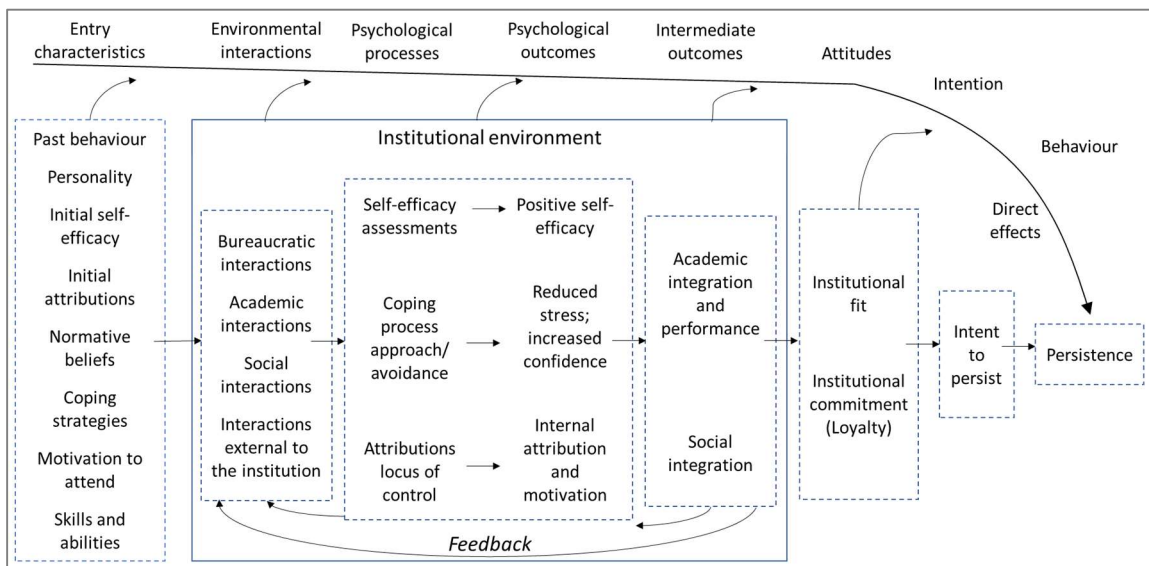 Entry
characteristics
Environmental
interactions
Psychological
processes
Psychological
outcomes
Intermediate
outcomes
Attitudes
Intention
Behaviour
Direct
effects
Past behaviour
Personality
Initial self-
efficacy
Initial
attributions
Normative
beliefs
Coping
strategies
Motivation to
attend
Skills and
abilities
Institutional environment
Bureaucratic
interactions
Academic
interactions
Social
interactions
Interactions
external to
the institution
Self-efficacy
assessments
Positive self-
efficacy
Coping
process
approach/
avoidance
Reduced
stress;
increased
confidence
Attributions
locus of
control
Internal
attribution
and
motivation
Academic
integration
and
performance
Social
integration
Feedback
Institutional
fit
Institutional
commitment
(Loyalty)
Intent
to
persist
Persistence